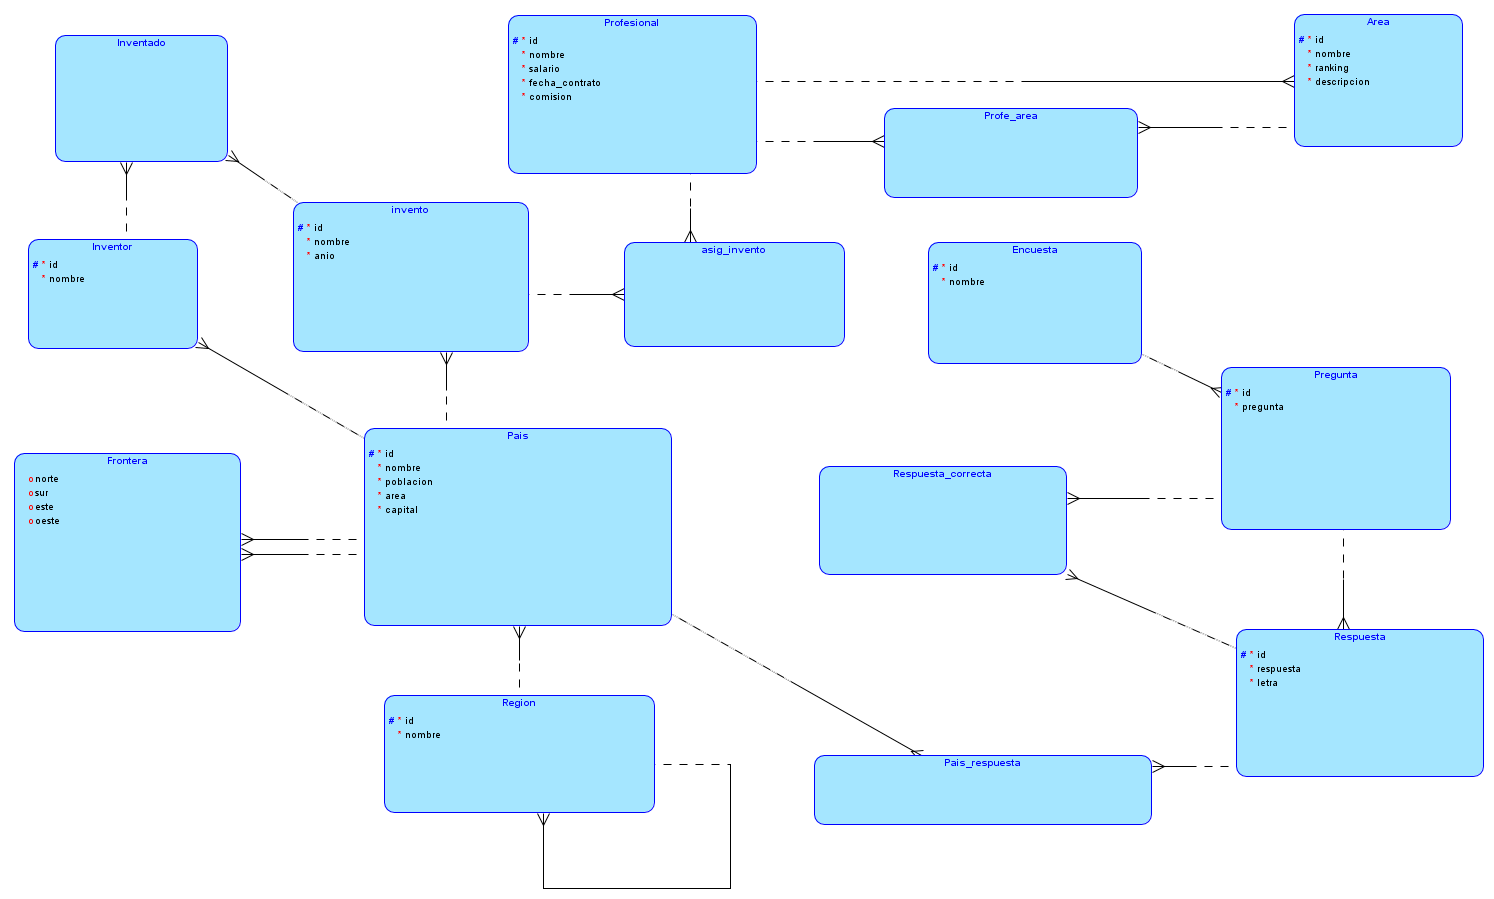 Inventado
Profesional
# * id
* nombre
* salario
* fecha_contrato
* comision
Area
# * id
* nombre
* ranking
* descripcion
Profe_area
invento
# * id
* nombre
* anio
Inventor
# * id
* nombre
asig_invento
Encuesta
# * id
* nombre
Pregunta
# * id
* pregunta
Pais
# * id
* nombre
* poblacion
* area
* capital
Frontera
o norte
o sur
o este
o oeste
Respuesta_correcta
Respuesta
# * id
* respuesta
* letra
Region
# * id
* nombre
Pais_respuesta